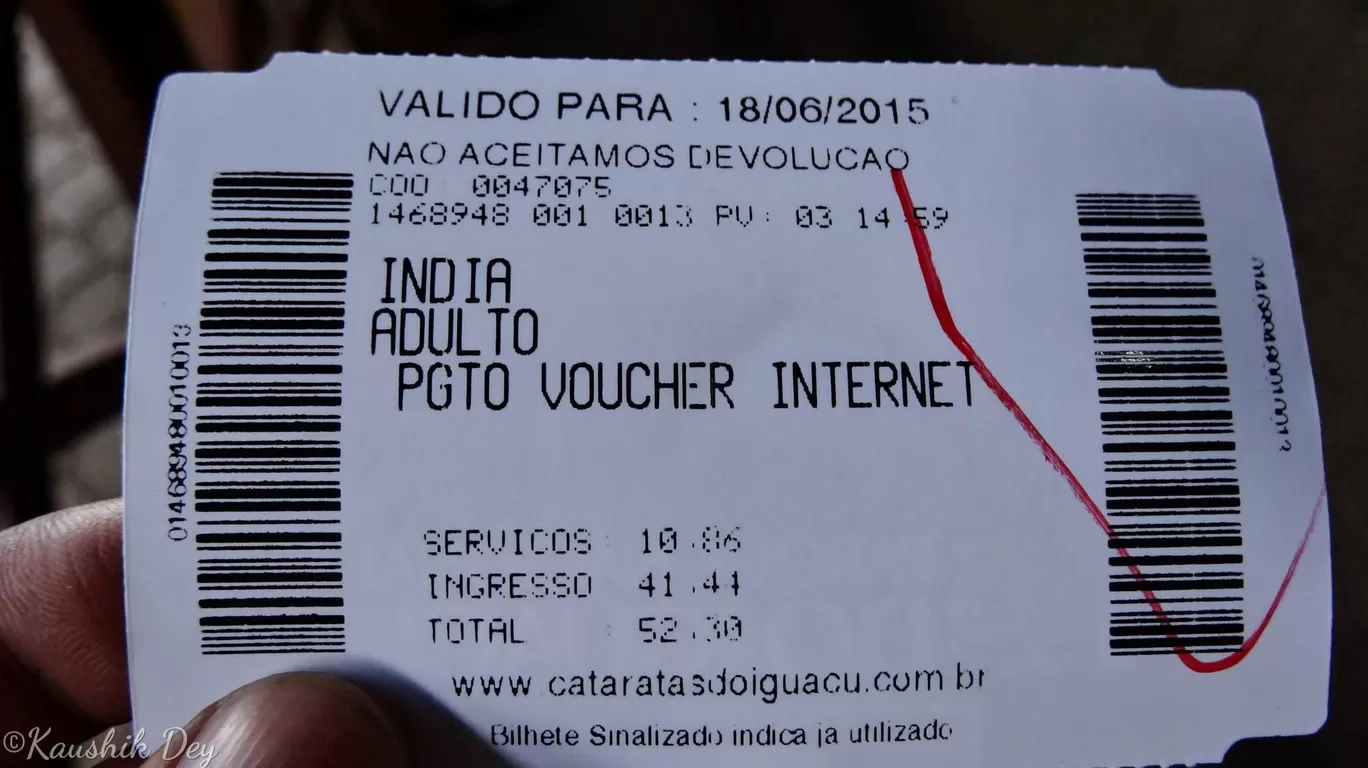 VALIDO PARA : 18/06/2015
NAO ACEITAMOS DEVOLUCAO
COO 0047075
1468948 001 0013 PV: 03 14:59
INDIA
ADULTO
PGTO VOUCHER INTERNET
SERVICOS : 10.86
INGRESSO : 41.44
TOTAL : 52.30
www.cataratasdoiguacu.com br
Bilhete Sinalizado indica ja utilizado
014689480010013
©Kaushik Dey